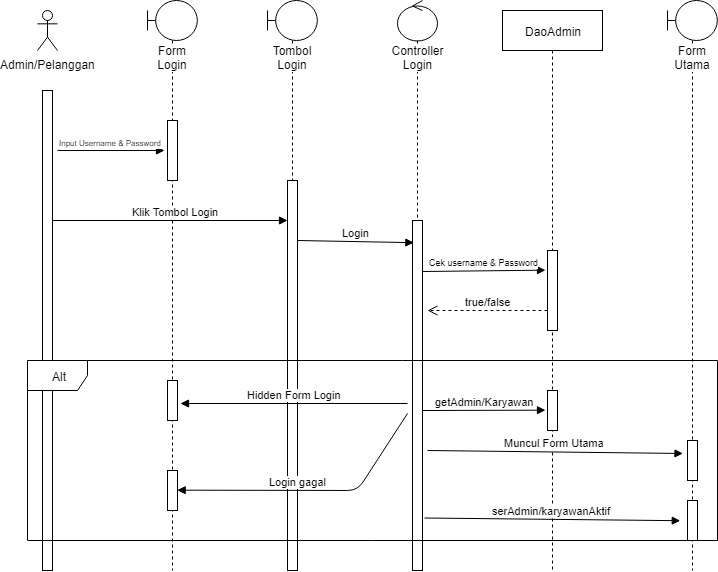 Admin/Pelanggan
Form
Login
Tombol
Login
Controller
Login
DaoAdmin
Form
Utama
Input Username & Password
Klik Tombol Login
Login
Cek username & Password
true/false
Alt
Hidden Form Login
getAdmin/Karyawan
Muncul Form Utama
Login gagal
serAdmin/karyawanAktif